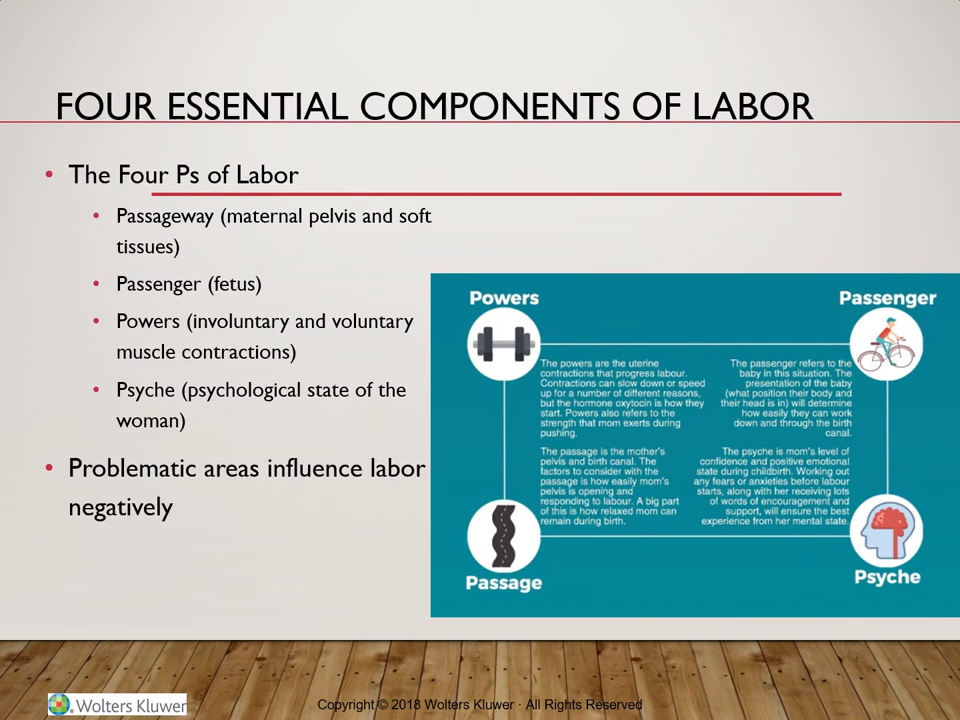 FOUR ESSENTIAL COMPONENTS OF LABOR
• The Four Ps of Labor
• Passageway (maternal pelvis and soft
tissues)
• Passenger (fetus)
• Powers (involuntary and voluntary
muscle contractions)
• Psyche (psychological state of the
woman)
• Problematic areas influence labor
negatively
Powers
The powers are the uterine
contractions that progress labour.
Contractions can slow down or speed
up for a number of different reasons,
but the hormone oxytocin is how they
start. Powers also refers to the
strength that mom exerts during
pushing.
Passenger
The passenger refers to the
baby in this situation. The
presentation of the baby
(what position their body and
their head is in) will determine
how easily they can work
down and through the birth
canal.
The passage is the mother's
pelvis and birth canal. The
factors to consider with the
passage is how easily mom's
pelvis is opening and
responding to labour. A big part
of this is how relaxed mom can
remain during birth.
Passage
The psyche is mom's level of
confidence and positive emotional
state during childbirth. Working out
any fears or anxieties before labour
starts, along with her receiving lots
of words of encouragement and
support, will ensure the best
experience from her mental state.
Psyche
Wolters Kluwer
Copyright © 2018 Wolters Kluwer · All Rights Reserved